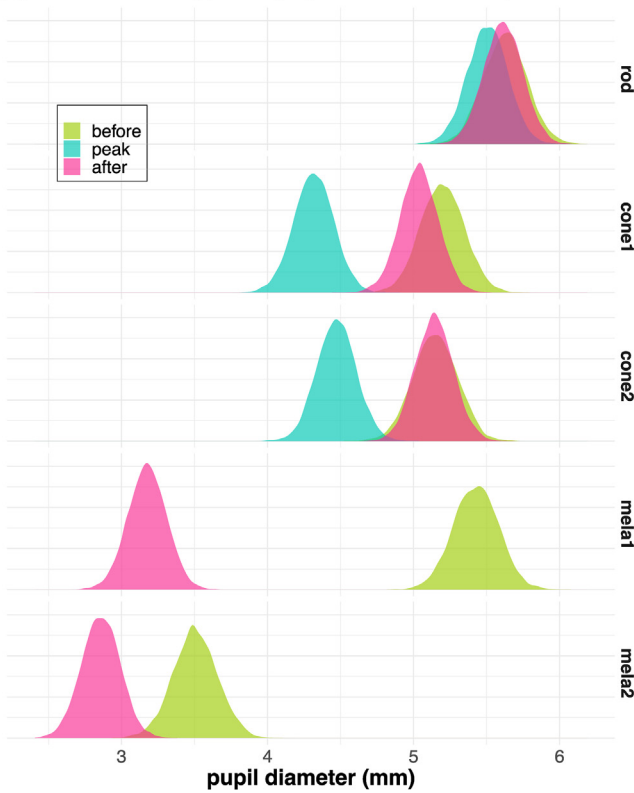 rod
before
peak
after
cone1
cone2
mela1
mela2
3 4 5 6
pupil diameter (mm)